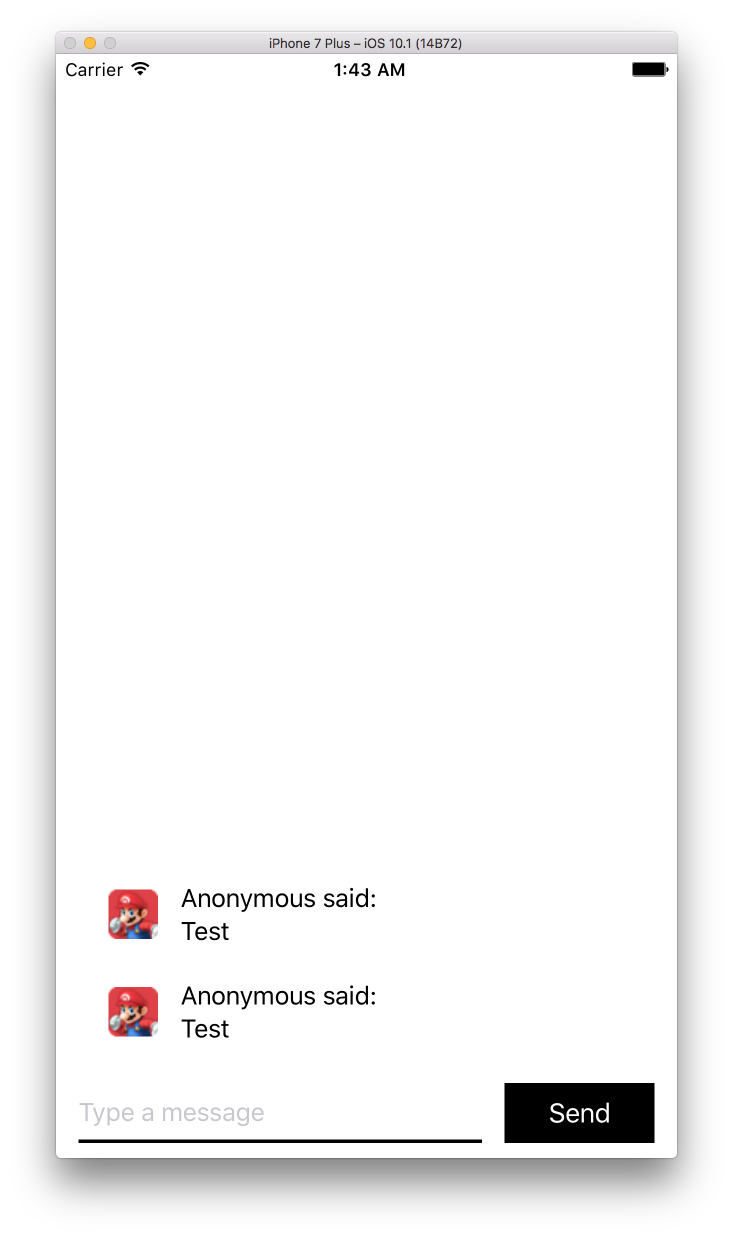 iPhone 7 Plus – iOS 10.1 (14B72)
Carrier 1:43 AM
Anonymous said:
Test
Anonymous said:
Test
Type a message Send